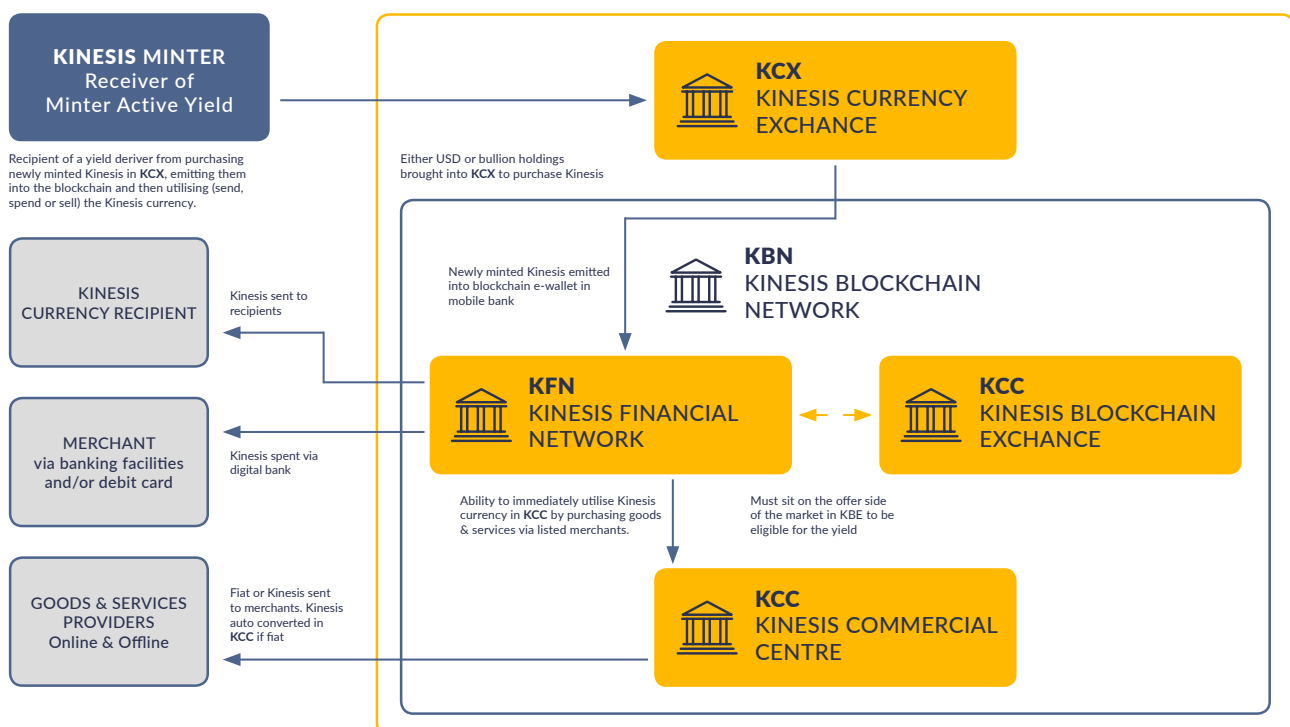 KINESIS MINTER
Receiver of
Minter Active Yield
Recipient of a yield deriver from purchasing
newly minted Kinesis in KCX, emitting them
into the blockchain and then utilising (send,
spend or sell) the Kinesis currency.
KCX
KINESIS CURRENCY
EXCHANCE
Either USD or bullion holdings
brought into KCX to purchase Kinesis
Newly minted Kinesis emitted
into blockchain e-wallet in
mobile bank
KBN
KINESIS BLOCKCHAIN
NETWORK
KINESIS
CURRENCY RECIPIENT
Kinesis sent to
recipients
KFN
KINESIS FINANCIAL
NETWORK
KCC
KINESIS BLOCKCHAIN
EXCHANCE
MERCHANT
via banking facilities
and/or debit card
Kinesis spent via
digital bank
Ability to immediately utilise Kinesis
currency in KCC by purchasing goods
& services via listed merchants.
Must sit on the offer side
of the market in KBE to be
eligible for the yield
GOODS & SERVICES
PROVIDERS
Online & Offline
Fiat or Kinesis sent
to merchants. Kinesis
auto converted in
KCC if fiat
KCC
KINESIS COMMERCIAL
CENTRE